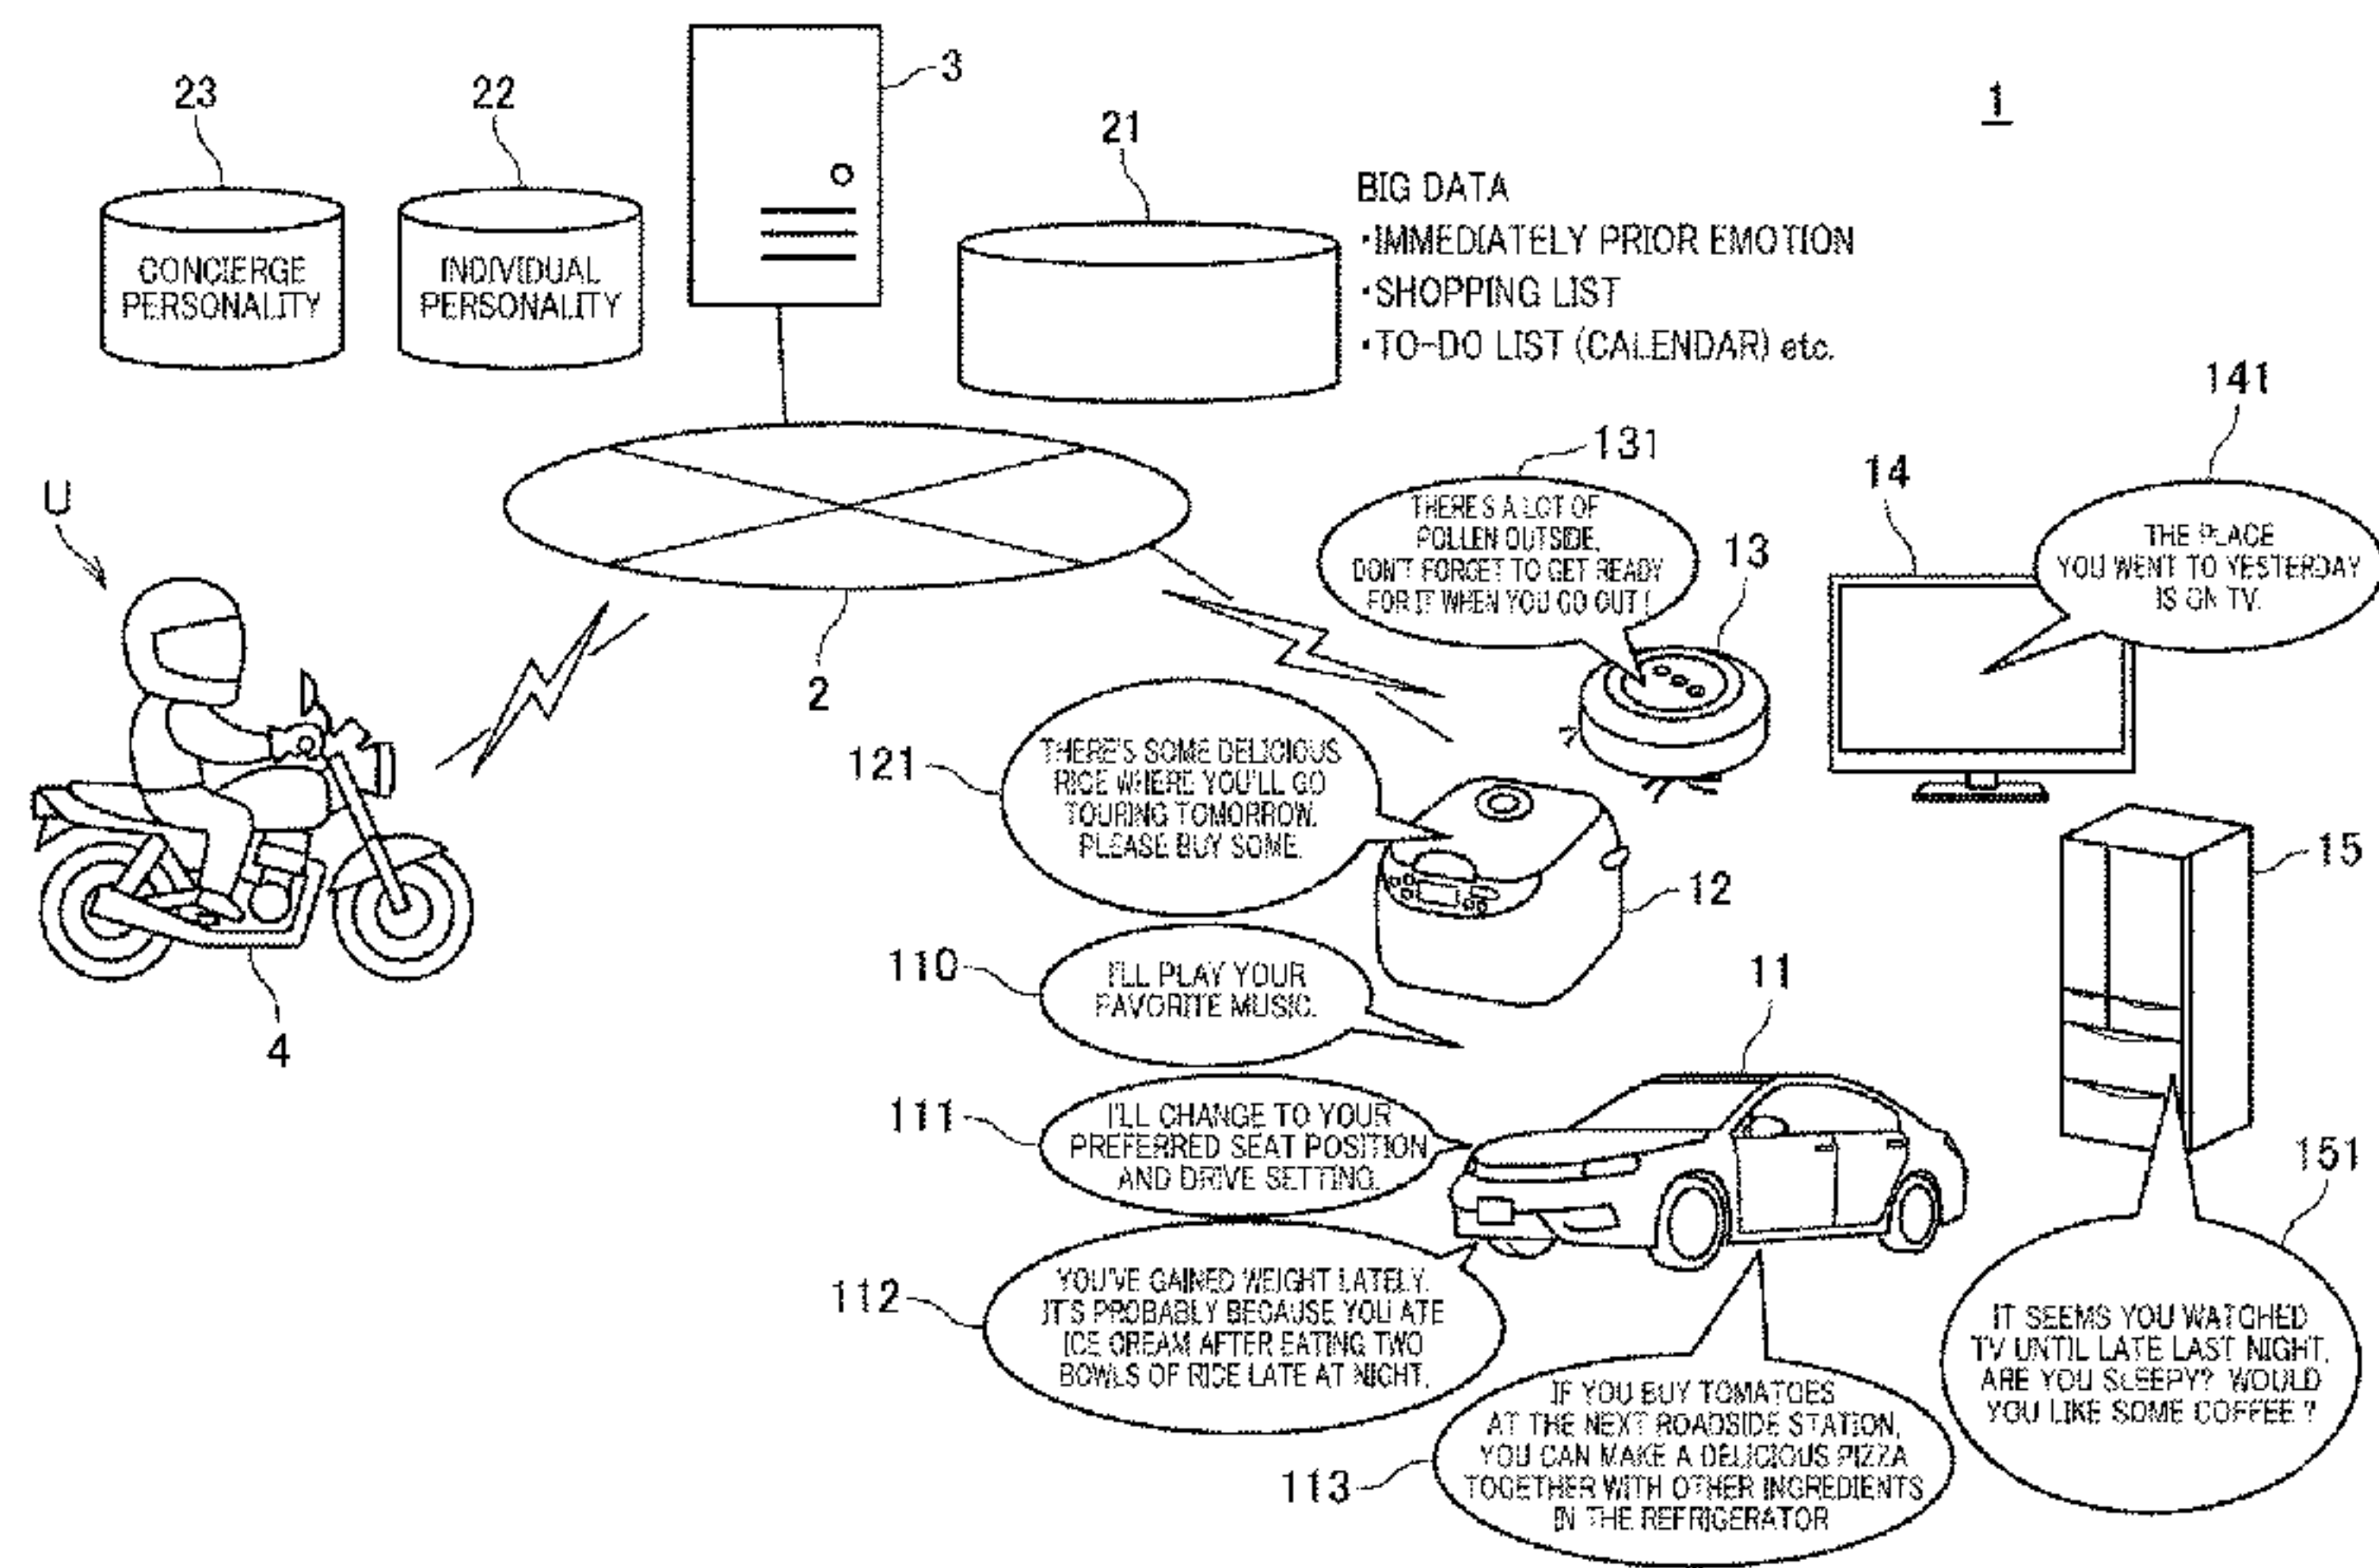 3
23
22
1
21
BIG DATA
・IMMEDIATELY PRIOR EMOTION
・SHOPPING LIST
・TO-DO LIST (CALENDAR) etc.
CONCIERGE
PERSONALITY
INDIVIDUAL
PERSONALITY
141
131
14
U
THERE'S A LOT OF
POLLEN OUTSIDE.
DON'T FORGET TO GET READY
FOR IT WHEN YOU GO OUT !
13
THE PLACE
YOU WENT TO YESTERDAY
IS ON TV.
2
121
THERE'S SOME DELICIOUS
RICE WHERE YOU'LL GO
TOURING TOMORROW.
PLEASE BUY SOME.
15
12
110
I'LL PLAY YOUR
FAVORITE MUSIC.
11
4
111
I'LL CHANGE TO YOUR
PREFERRED SEAT POSITION
AND DRIVE SETTING.
151
112
YOU'VE GAINED WEIGHT LATELY.
IT'S PROBABLY BECAUSE YOU ATE
ICE CREAM AFTER EATING TWO
BOWLS OF RICE LATE AT NIGHT.
IT SEEMS YOU WATCHED
TV UNTIL LATE LAST NIGHT.
ARE YOU SLEEPY? WOULD
YOU LIKE SOME COFFEE ?
113
IF YOU BUY TOMATOES
AT THE NEXT ROADSIDE STATION,
YOU CAN MAKE A DELICIOUS PIZZA
TOGETHER WITH OTHER INGREDIENTS
IN THE REFRIGERATOR